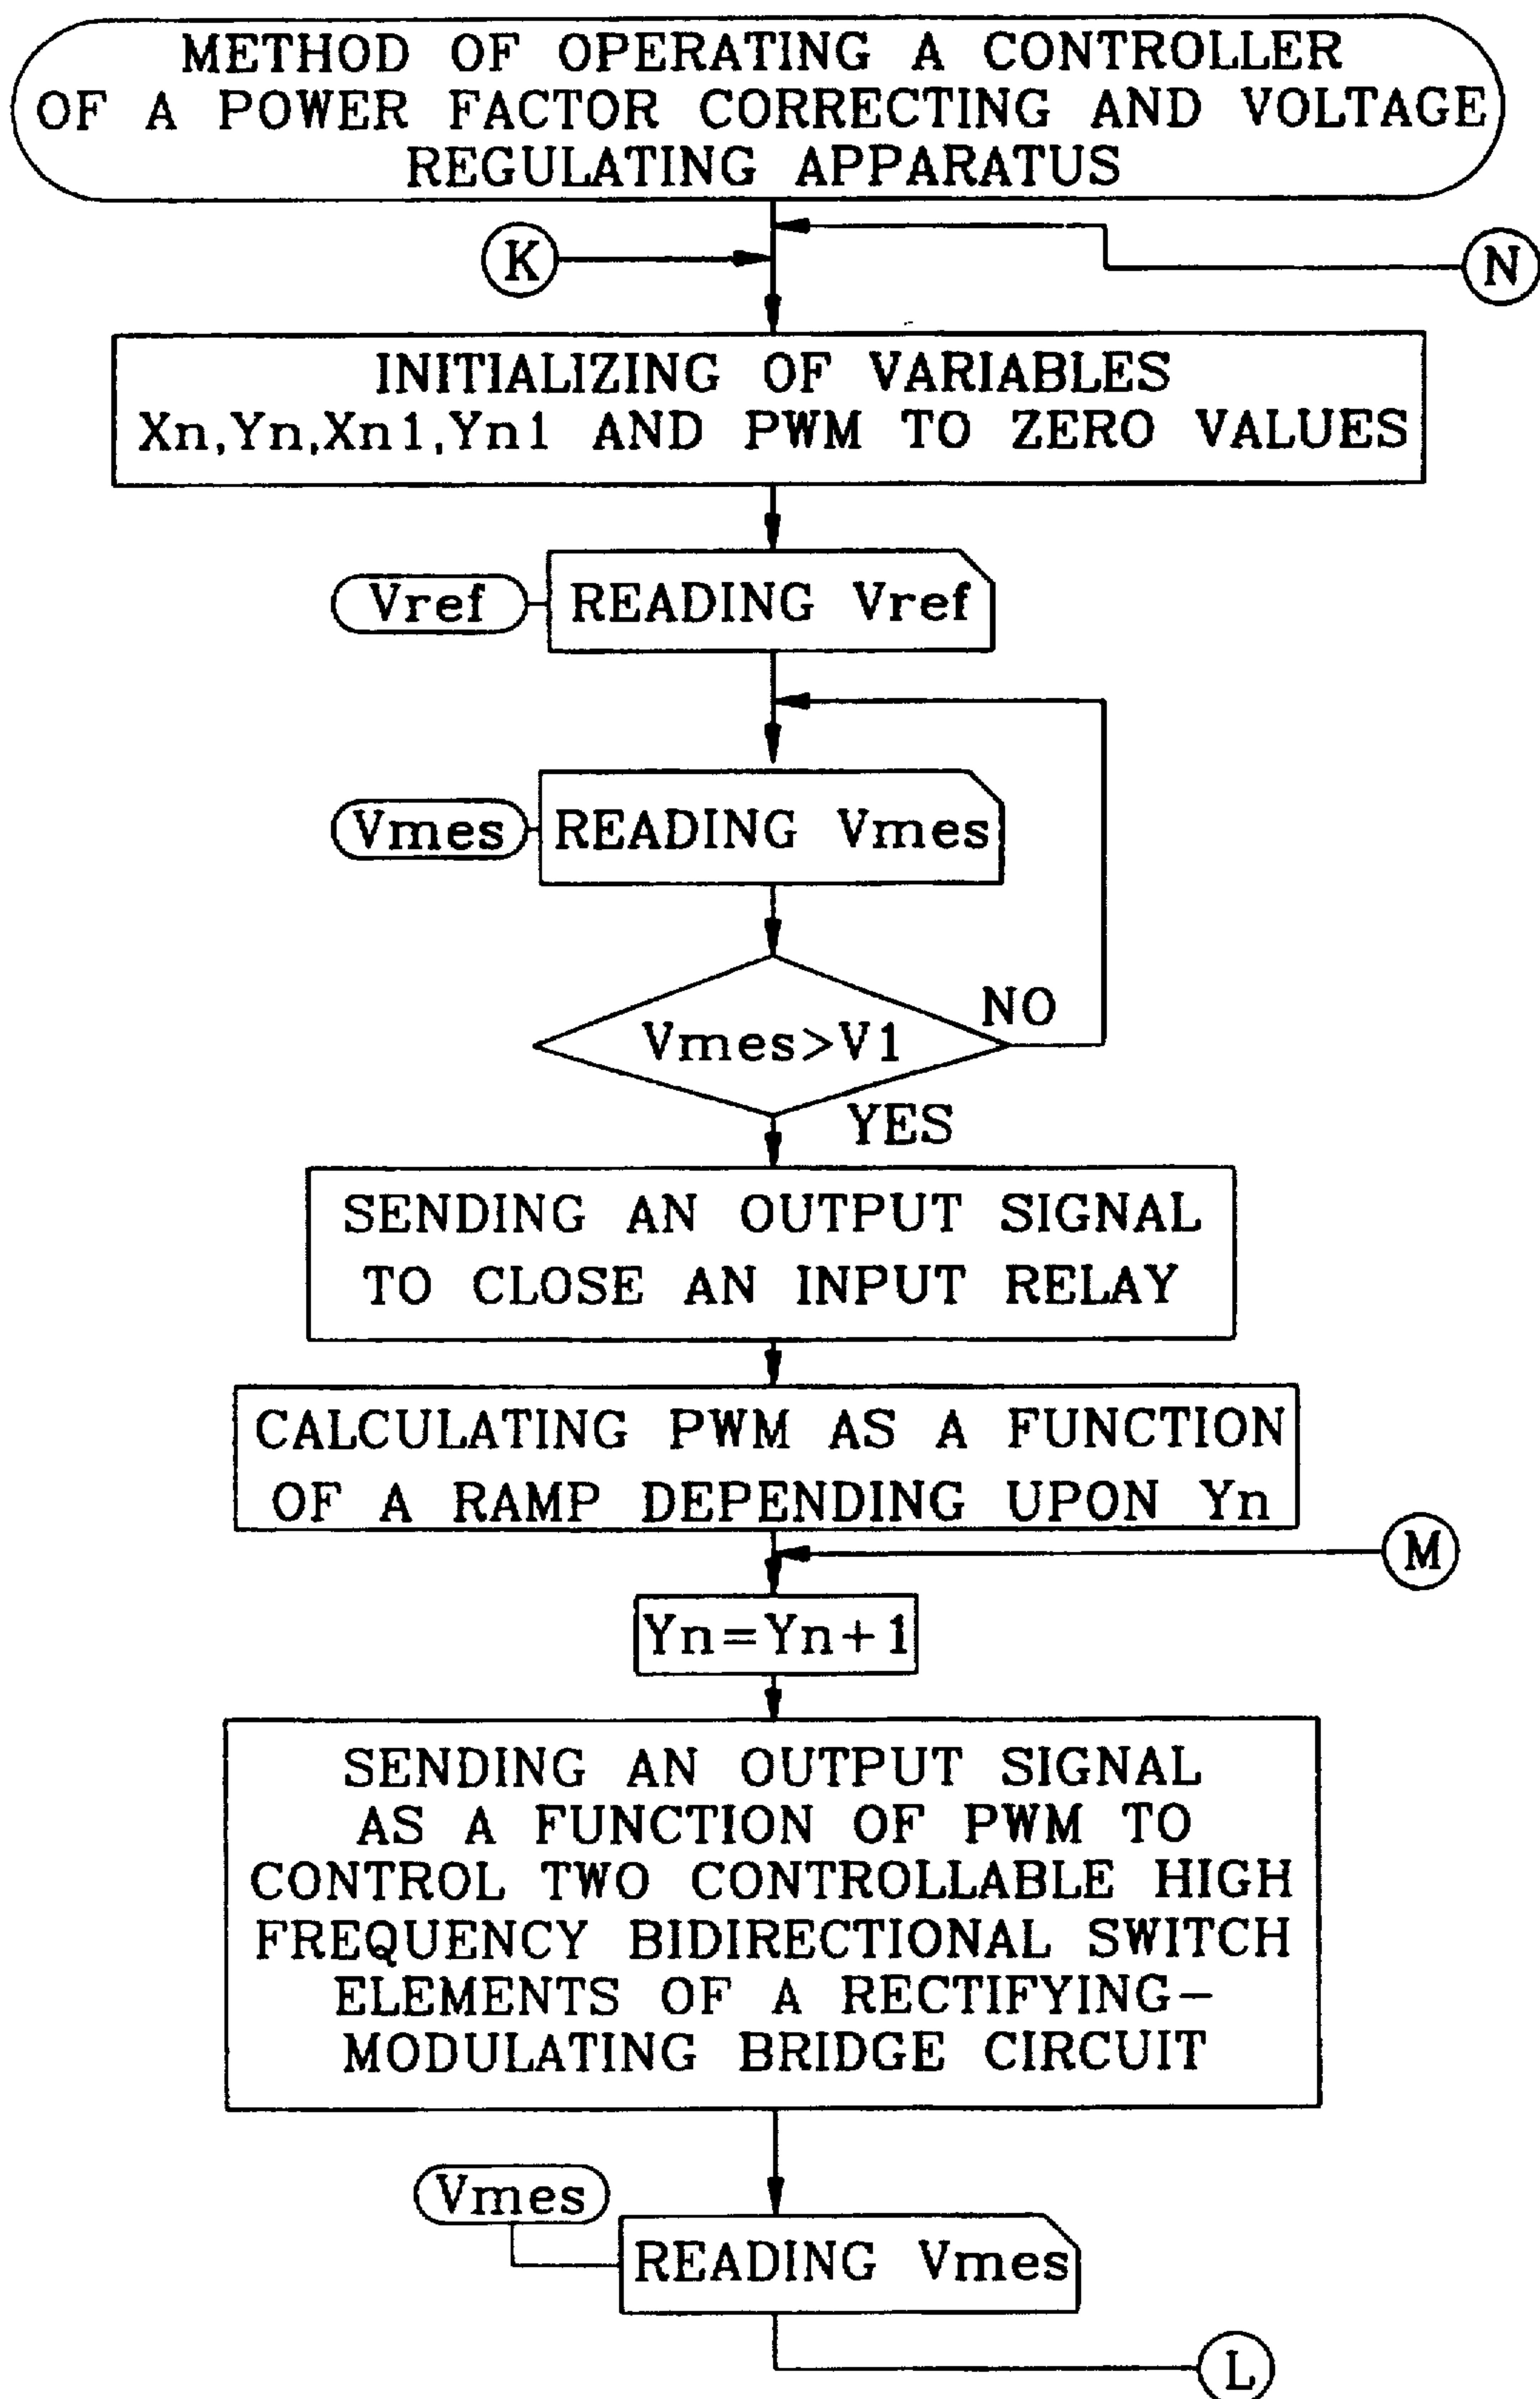 METHOD OF OPERATING A CONTROLLER
OF A POWER FACTOR CORRECTING AND VOLTAGE
REGULATING APPARATUS
K
N
INITIALIZING OF VARIABLES
Xn,Yn,Xn1,Yn1 AND PWM TO ZERO VALUES
Vref
READING Vref
Vmes
READING Vmes
Vmes>V1
NO
YES
SENDING AN OUTPUT SIGNAL
TO CLOSE AN INPUT RELAY
CALCULATING PWM AS A FUNCTION
OF A RAMP DEPENDING UPON Yn
M
Yn=Yn+1
SENDING AN OUTPUT SIGNAL
AS A FUNCTION OF PWM TO
CONTROL TWO CONTROLLABLE HIGH
FREQUENCY BIDIRECTIONAL SWITCH
ELEMENTS OF A RECTIFYING-
MODULATING BRIDGE CIRCUIT
Vmes
READING Vmes
L